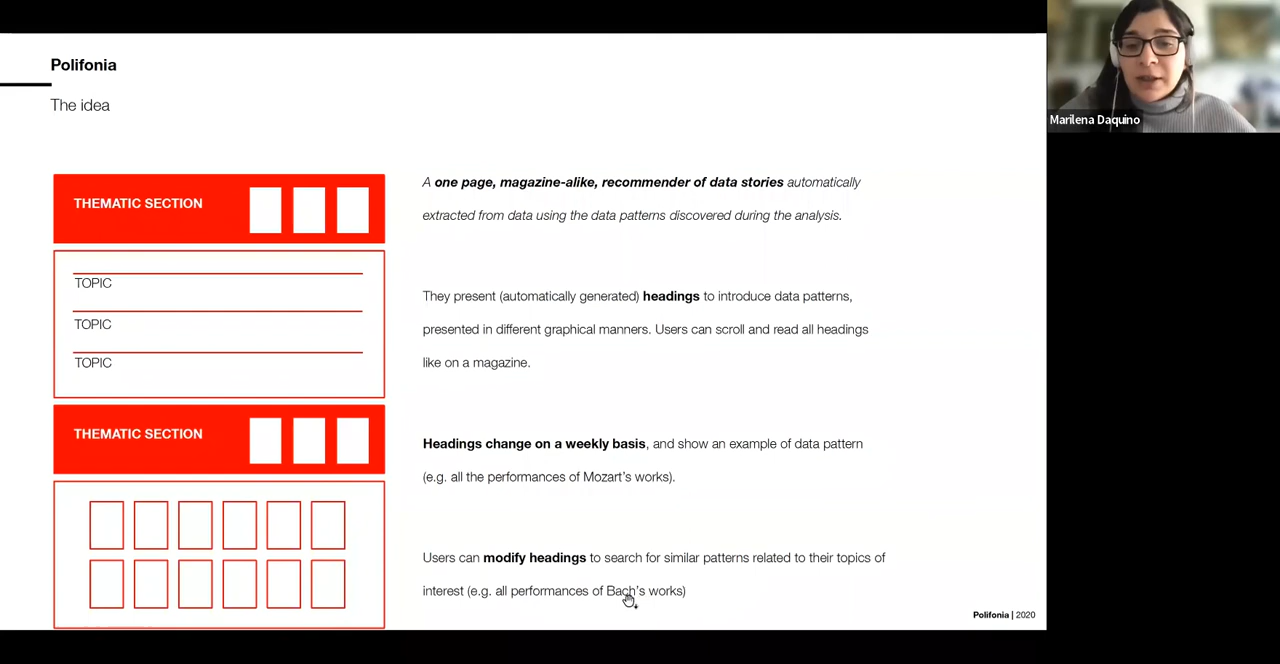 Polifonia
The idea
THEMATIC SECTION
TOPIC
TOPIC
TOPIC
THEMATIC SECTION
A one page, magazine-alike, recommender of data stories automatically
extracted from data using the data patterns discovered during the analysis.
They present (automatically generated) headings to introduce data patterns,
presented in different graphical manners. Users can scroll and read all headings
like on a magazine.
Headings change on a weekly basis, and show an example of data pattern
(e.g. all the performances of Mozart's works).
Users can modify headings to search for similar patterns related to their topics of
interest (e.g. all performances of Bach's works)
Polifonia | 2020
Marilena Daquino